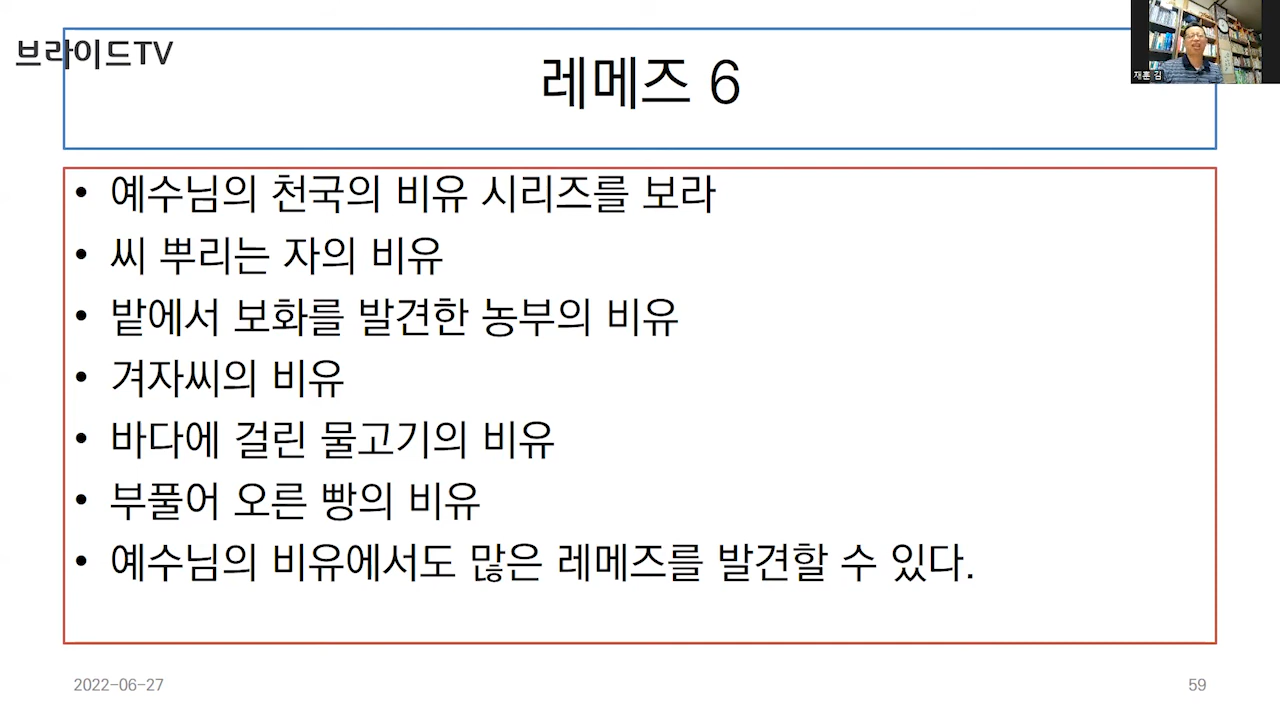 브라이드TV
레메즈 6
재훈 김
• 예수님의 천국의 비유 시리즈를 보라
• 씨 뿌리는 자의 비유
• 밭에서 보화를 발견한 농부의 비유
• 겨자씨의 비유
• 바다에 걸린 물고기의 비유
• 부풀어 오른 빵의 비유
• 예수님의 비유에서도 많은 레메즈를 발견할 수 있다.
2022-06-27
59